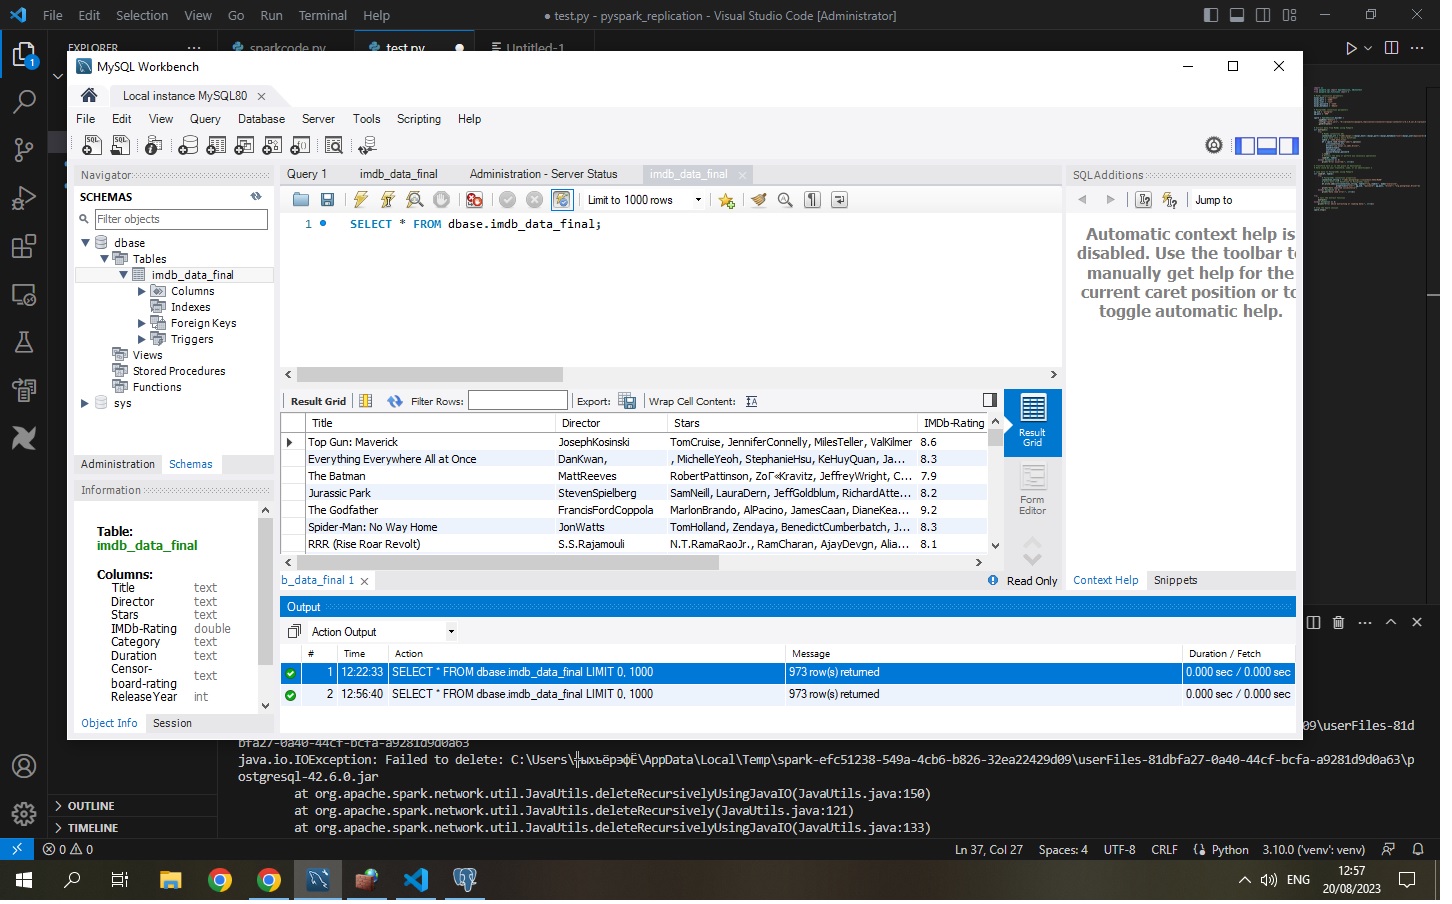 File Edit Selection View Go Run Terminal Help
● test.py - pyspark_replication - Visual Studio Code [Administrator]
EXPLORER
sparkcode.py
test.py
Untitled-1
MySQL Workbench
Local instance MySQL80
File Edit View Query Database Server Tools Scripting Help
Navigator
SCHEMAS
Filter objects
dbase
Tables
imdb_data_final
Columns
Indexes
Foreign Keys
Triggers
Views
Stored Procedures
Functions
sys
Administration Schemas
Information
Table:
imdb_data_final
Columns:
Title text
Director text
Stars text
IMDb-Rating double
Category text
Duration text
Censor-
board-rating text
ReleaseYear int
Object Info Session
Query 1 imdb_data_final Administration - Server Status imdb_data_final
Limit to 1000 rows
1 SELECT * FROM dbase.imdb_data_final;
Result Grid Filter Rows: Export: Wrap Cell Content:
Title Director Stars IMDb-Rating
Top Gun: Maverick JosephKosinski TomCruise, JenniferConnelly, MilesTeller, ValKilmer 8.6
Everything Everywhere All at Once DanKwan, , MichelleYeoh, StephanieHsu, KeHuyQuan, Ja... 8.3
The Batman MattReeves RobertPattinson, ZoГ«Kravitz, JeffreyWright, C... 7.9
Jurassic Park StevenSpielberg SamNeill, LauraDern, JeffGoldblum, RichardAtte... 8.2
The Godfather FrancisFordCoppola MarlonBrando, AlPacino, JamesCaan, DianeKea... 9.2
Spider-Man: No Way Home JonWatts TomHolland, Zendaya, BenedictCumberbatch, J... 8.3
RRR (Rise Roar Revolt) S.S.Rajamouli N.T.RamaRaoJr., RamCharan, AjayDevgn, Alia... 8.1
Result
Grid
Form
Editor
b_data_final 1
Read Only
SQLAdditions
Jump to
Automatic context help is
disabled. Use the toolbar to
manually get help for the
current caret position or to
toggle automatic help.
Context Help Snippets
Output
Action Output
# Time Action Message Duration / Fetch
1 12:22:33 SELECT * FROM dbase.imdb_data_final LIMIT 0, 1000 973 row(s) returned 0.000 sec / 0.000 sec
2 12:56:40 SELECT * FROM dbase.imdb_data_final LIMIT 0, 1000 973 row(s) returned 0.000 sec / 0.000 sec
09\userFiles-81d
bfa27-0a40-44cf-bcfa-a9281d9d0a63
java.io.IOException: Failed to delete: C:\Users\╬ыхъёрэфЁ\AppData\Local\Temp\spark-efc51238-549a-4cb6-b826-32ea22429d09\userFiles-81dbfa27-0a40-44cf-bcfa-a9281d9d0a63\p
ostgresql-42.6.0.jar
at org.apache.spark.network.util.JavaUtils.deleteRecursivelyUsingJavaIO(JavaUtils.java:150)
at org.apache.spark.network.util.JavaUtils.deleteRecursively(JavaUtils.java:121)
at org.apache.spark.network.util.JavaUtils.deleteRecursivelyUsingJavaIO(JavaUtils.java:133)
OUTLINE
TIMELINE
0 0
Ln 37, Col 27 Spaces: 4 UTF-8 CRLF Python 3.10.0 ('venv': venv)
ENG
12:57
20/08/2023